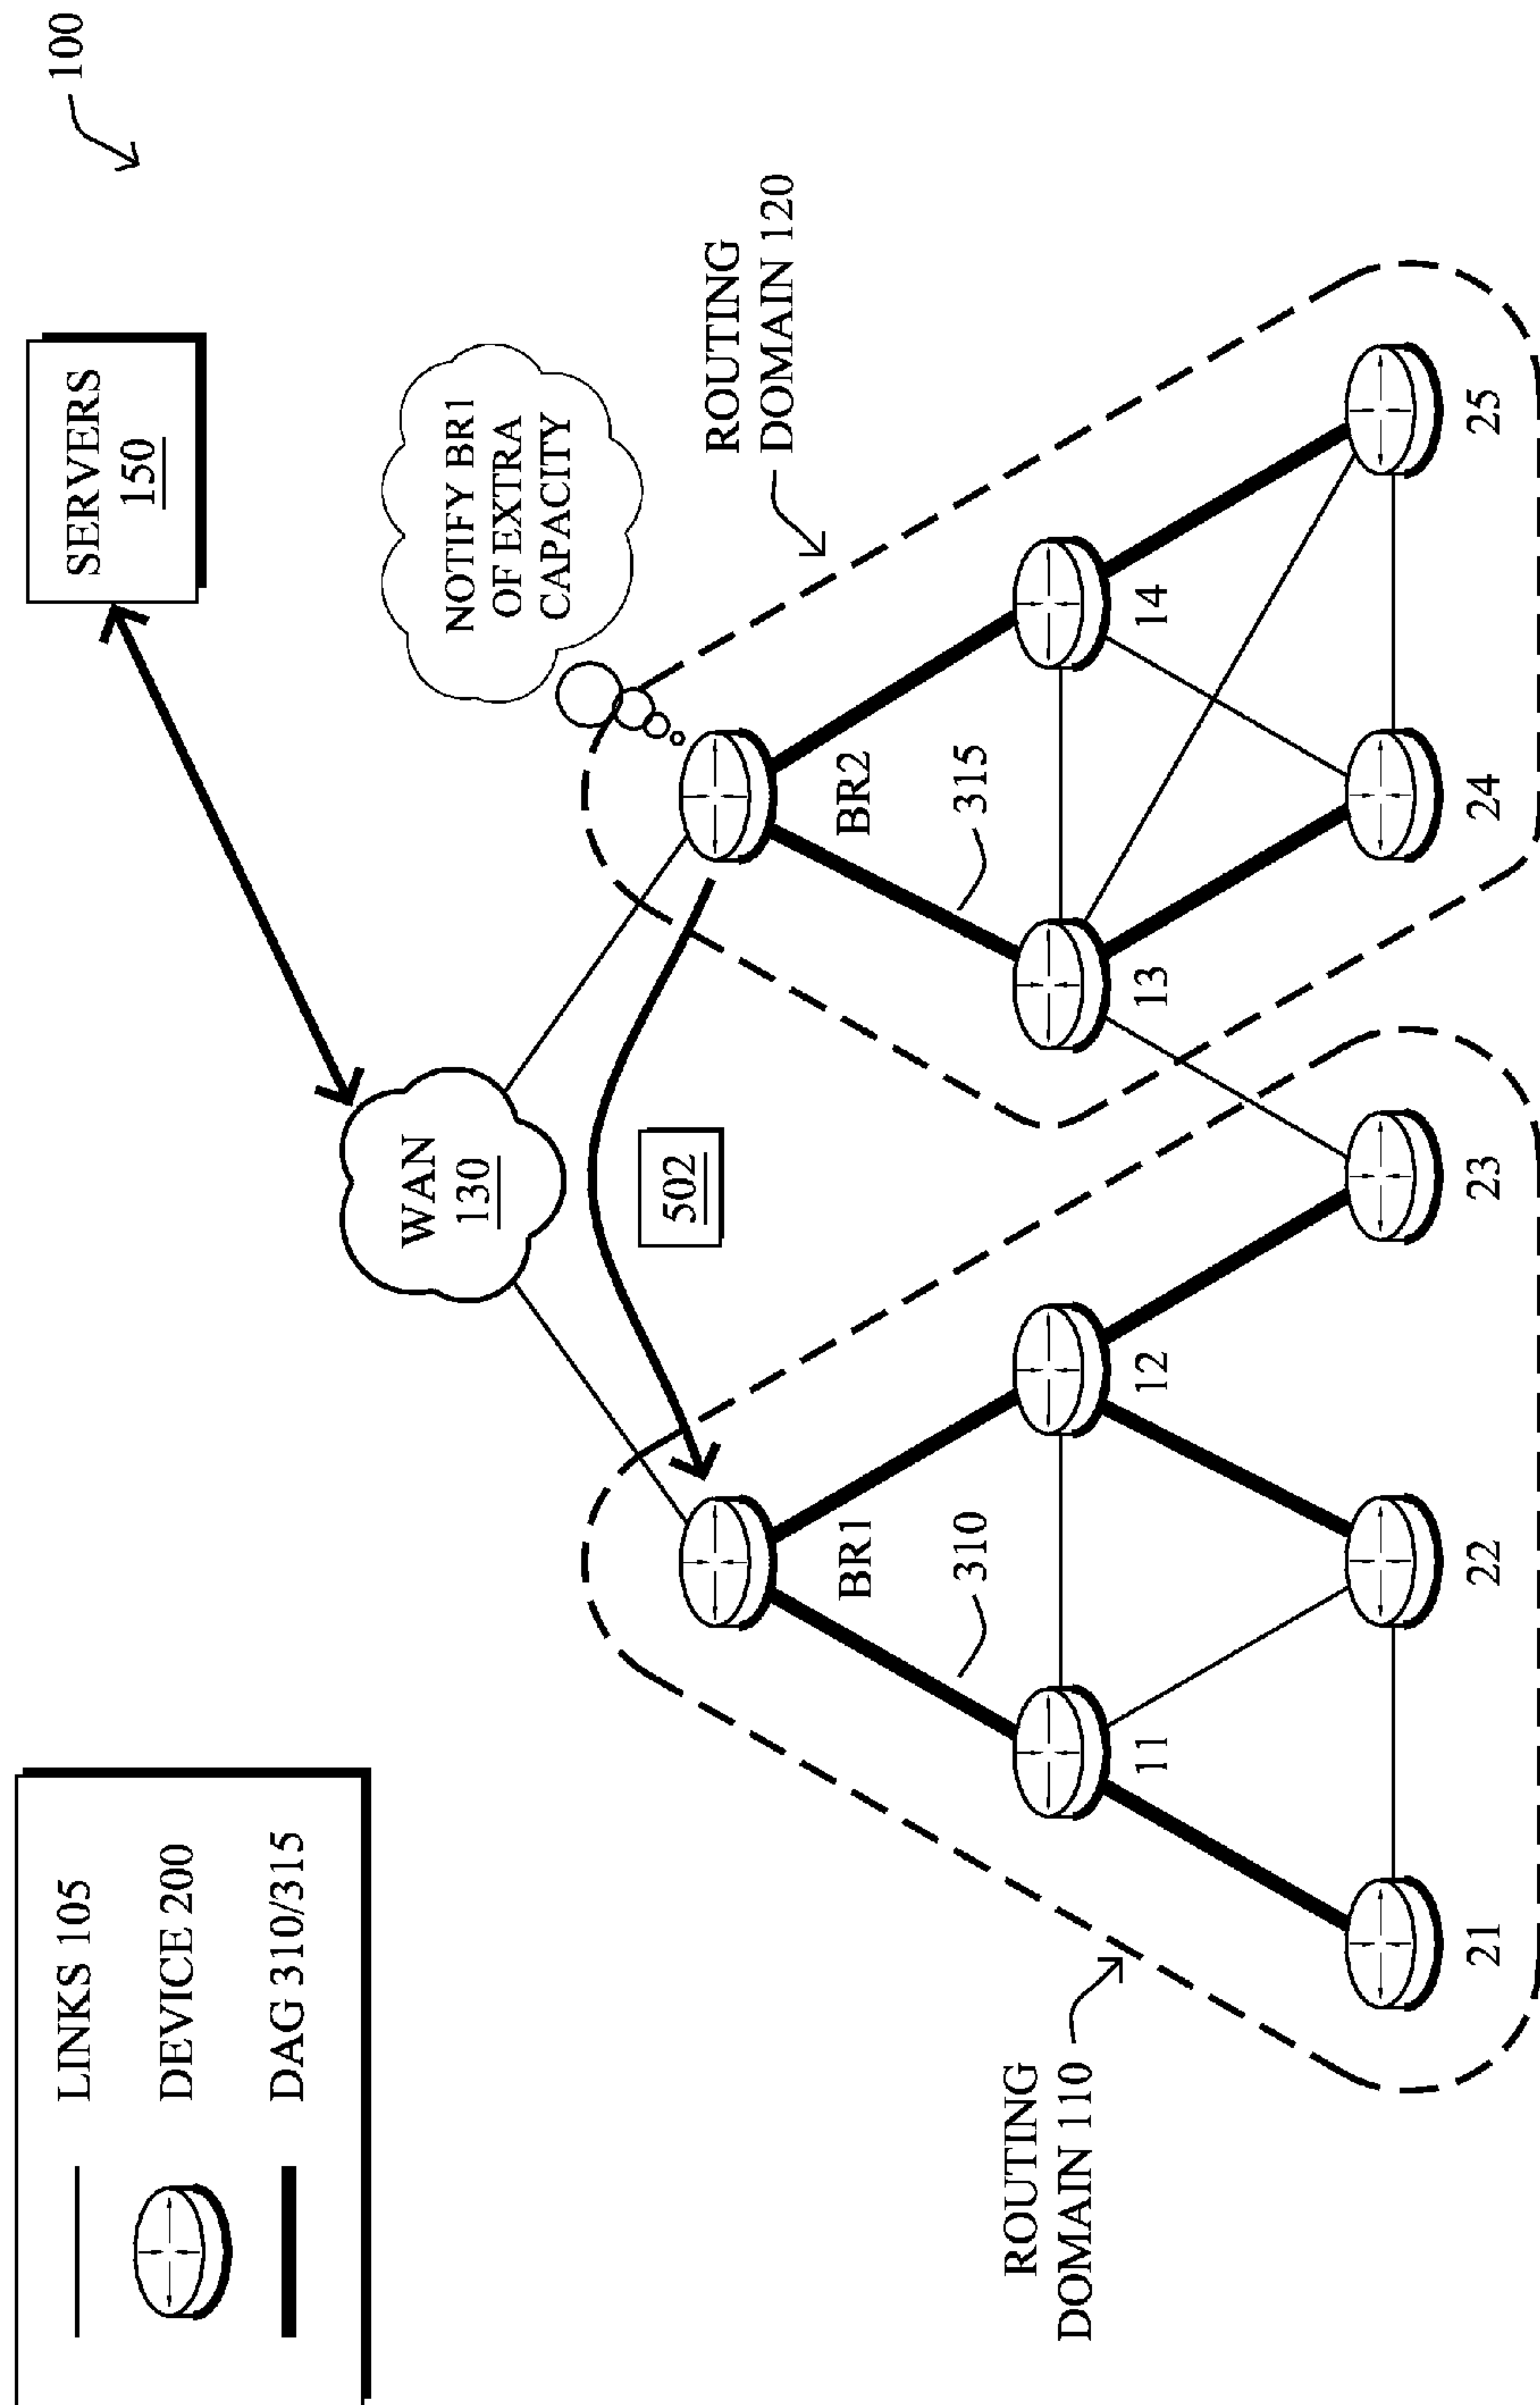 LINKS 105
DEVICE 200
DAG 310/315
100
SERVERS
150
WAN
130
NOTIFY BR1
OF EXTRA
CAPACITY
502
ROUTING
DOMAIN 120
ROUTING
DOMAIN 110
BR1
BR2
310
315
11
12
13
14
21
22
23
24
25